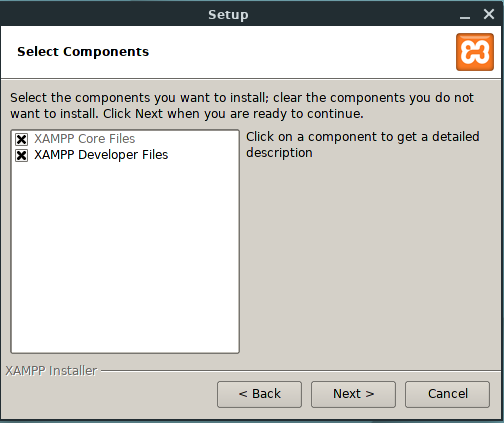 Setup
Select Components
Select the components you want to install; clear the components you do not
want to install. Click Next when you are ready to continue.
XAMPP Core Files
XAMPP Developer Files
Click on a component to get a detailed
description
XAMPP Installer
< Back
Next >
Cancel